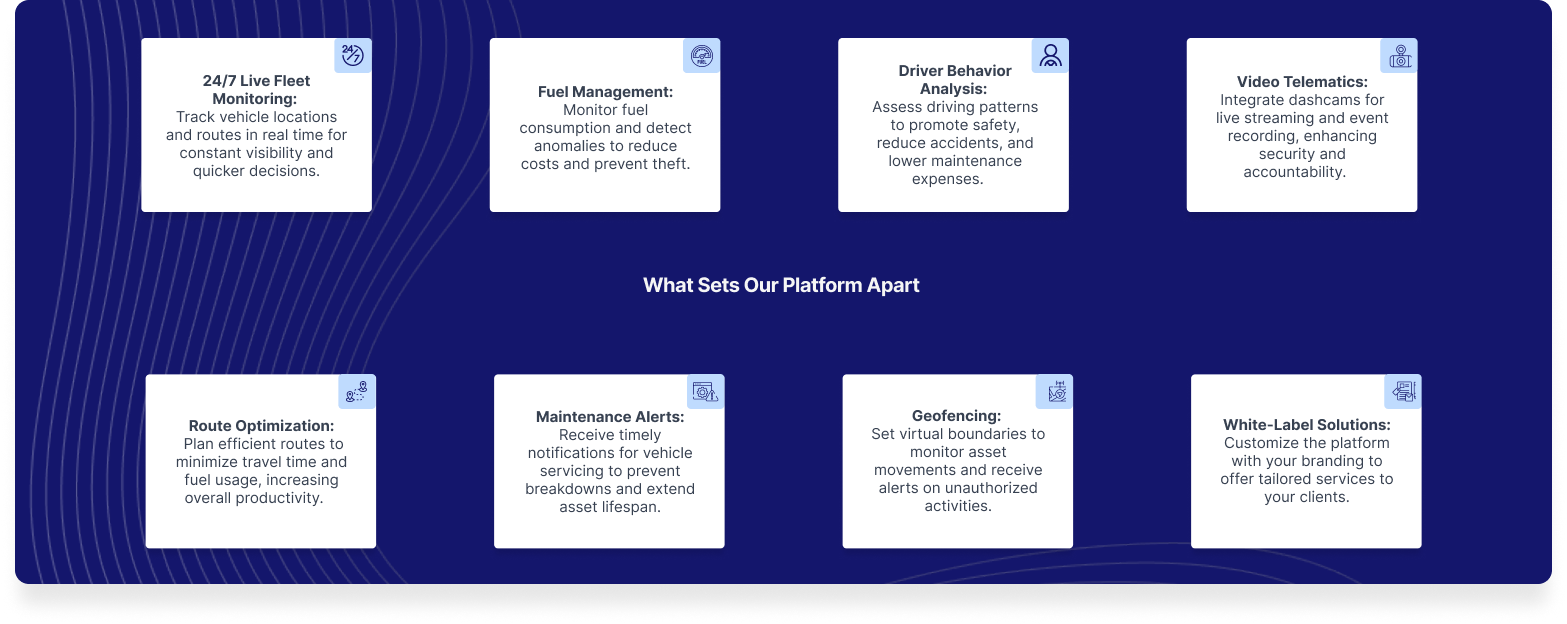 24/7
24/7 Live Fleet
Monitoring:
Track vehicle locations
and routes in real time for
constant visibility and
quicker decisions.
FUEL
Fuel Management:
Monitor fuel
consumption and detect
anomalies to reduce
costs and prevent theft.
Driver Behavior
Analysis:
Assess driving patterns
to promote safety,
reduce accidents, and
lower maintenance
expenses.
Video Telematics:
Integrate dashcams for
live streaming and event
recording, enhancing
security and
accountability.
What Sets Our Platform Apart
Route Optimization:
Plan efficient routes to
minimize travel time and
fuel usage, increasing
overall productivity.
Maintenance Alerts:
Receive timely
notifications for vehicle
servicing to prevent
breakdowns and extend
asset lifespan.
Geofencing:
Set virtual boundaries to
monitor asset
movements and receive
alerts on unauthorized
activities.
White-Label Solutions:
Customize the platform
with your branding to
offer tailored services to
your clients.